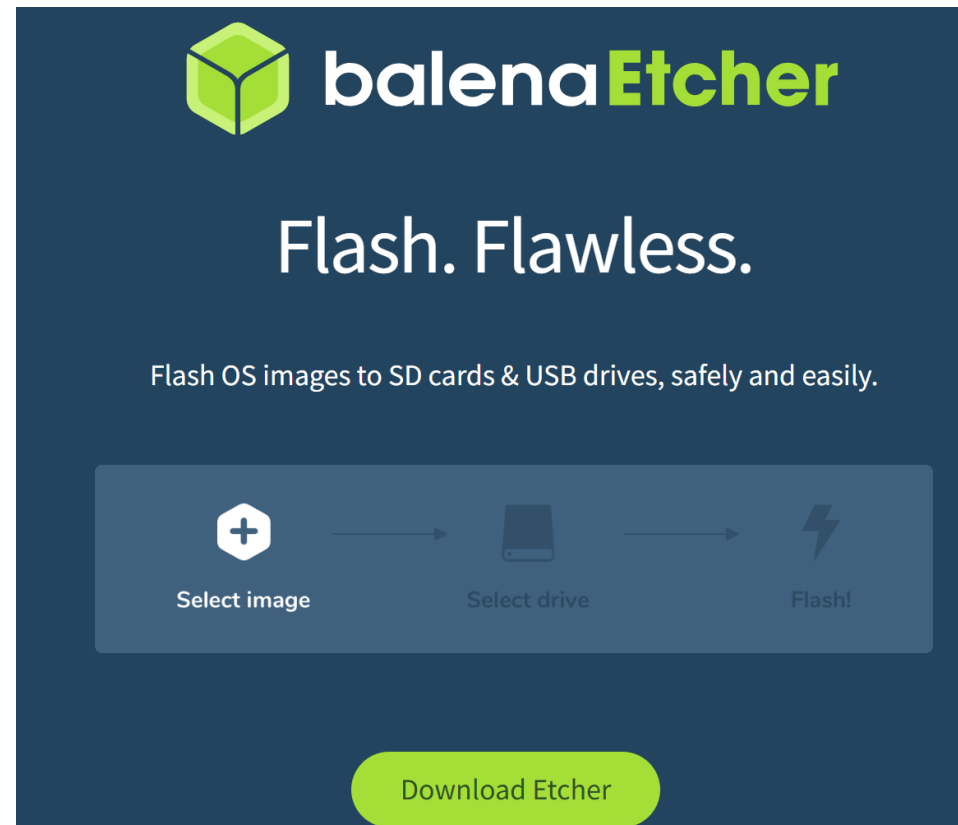 balenaEtcher
Flash. Flawless.
Flash OS images to SD cards & USB drives, safely and easily.
Select image
Select drive
Flash!
Download Etcher